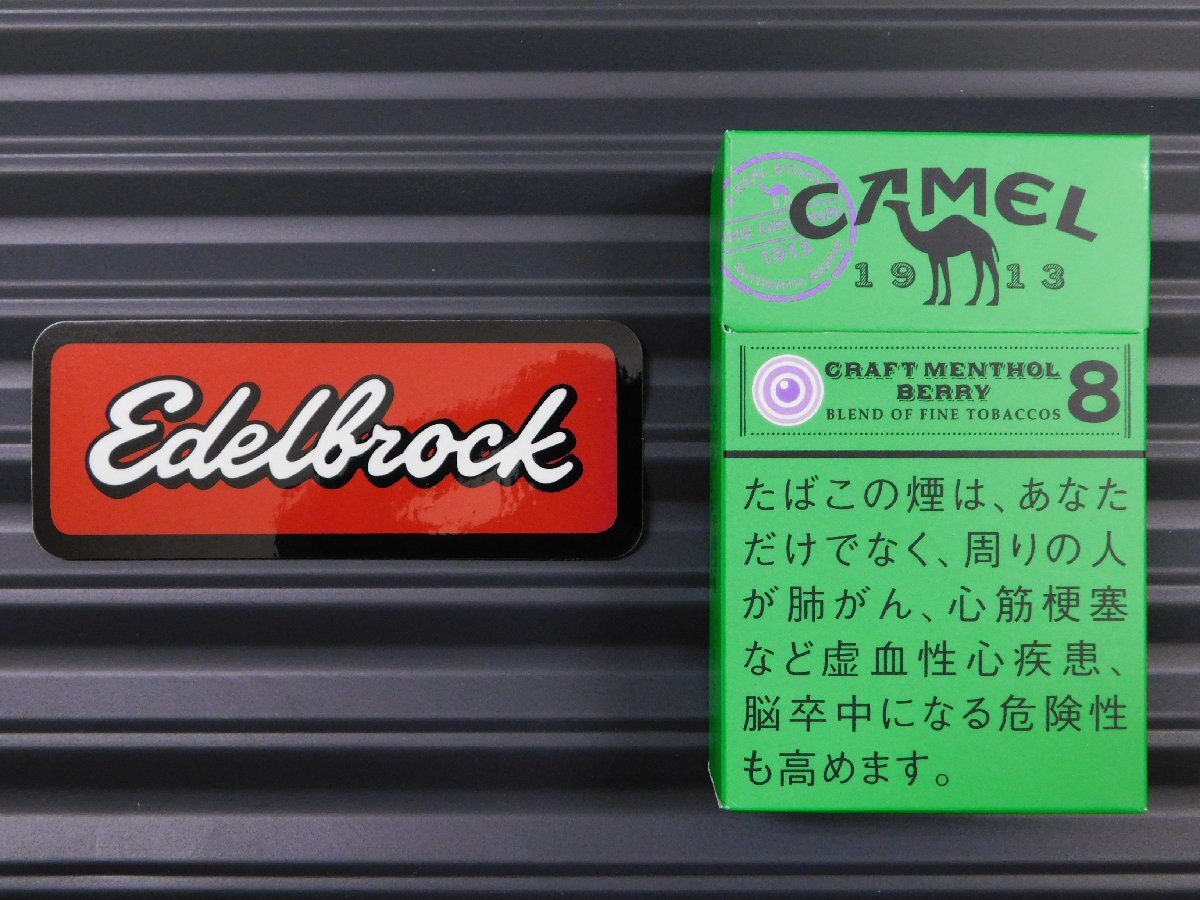 Edelbrock
CAMEL
1913
1913
CRAFT MENTHOL
BERRY
BLEND OF FINE TOBACCOS
8
たばこの煙は、あなた
だけでなく、周りの人
が肺がん、心筋梗塞
など虚血性心疾患、
脳卒中になる危険性
も高めます。